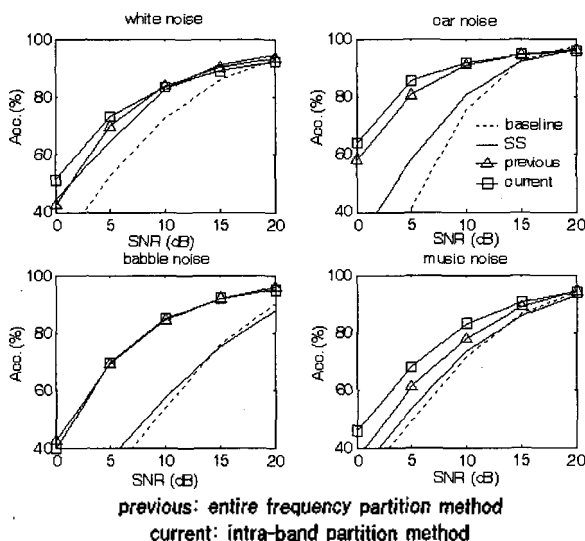 white noise
100
80
60
40
Acc.(%)
0 5 10 15 20
SNR (dB)
car noise
100
80
60
40
Acc.(%)
baseline
SS
previous
current
0 5 10 15 20
SNR (dB)
babble noise
100
80
60
40
Acc.(%)
0 5 10 15 20
SNR (dB)
music noise
100
80
60
40
Acc.(%)
0 5 10 15 20
SNR (dB)
previous: entire frequency partition method
current: intra-band partition method